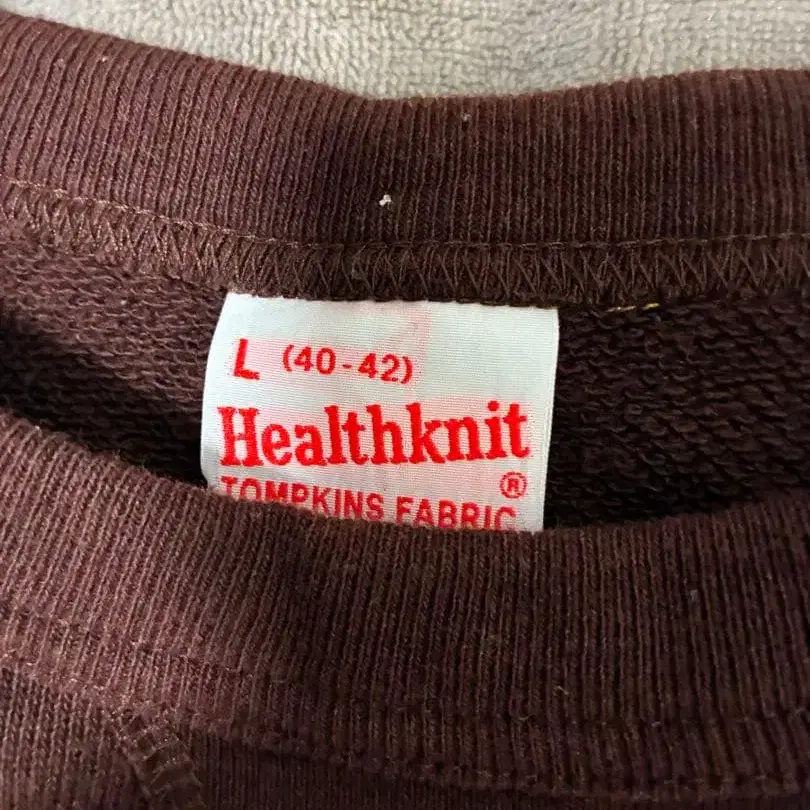 L (40-42)
Healthknit
®
TOMPKINS FABRIC